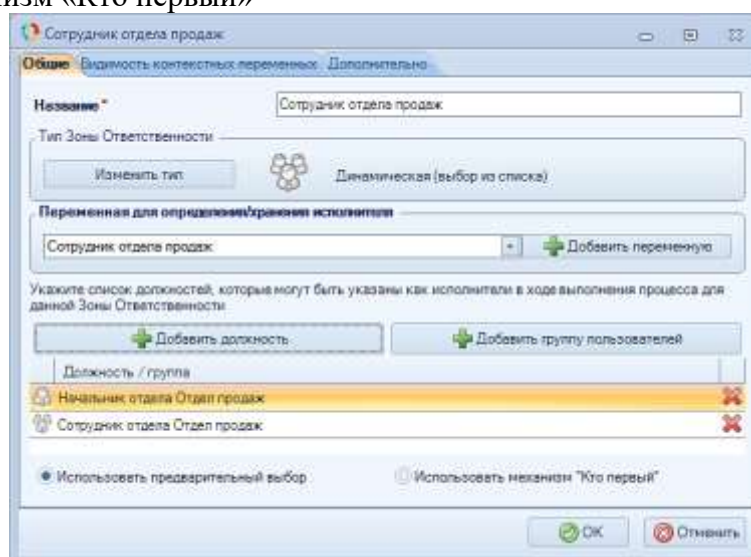 изм «Кто первый»
Сотрудник отдела продаж
Общие Видимость контекстных переменных Дополнительно
Название* Сотрудник отдела продаж
Тип Зоны Ответственности
Изменить тип Динамическая (выбор из списка)
Переменная для определения/хранения исполнителя
Сотрудник отдела продаж Добавить переменную
Укажите список должностей, которые могут быть указаны как исполнители в ходе выполнения процесса для
данной Зоны Ответственности
Добавить должность Добавить группу пользователей
Должность / группа
Начальник отдела Отдел продаж
Сотрудник отдела Отдел продаж
Использовать предварительный выбор Использовать механизм "Кто первый"
ОК Отменить